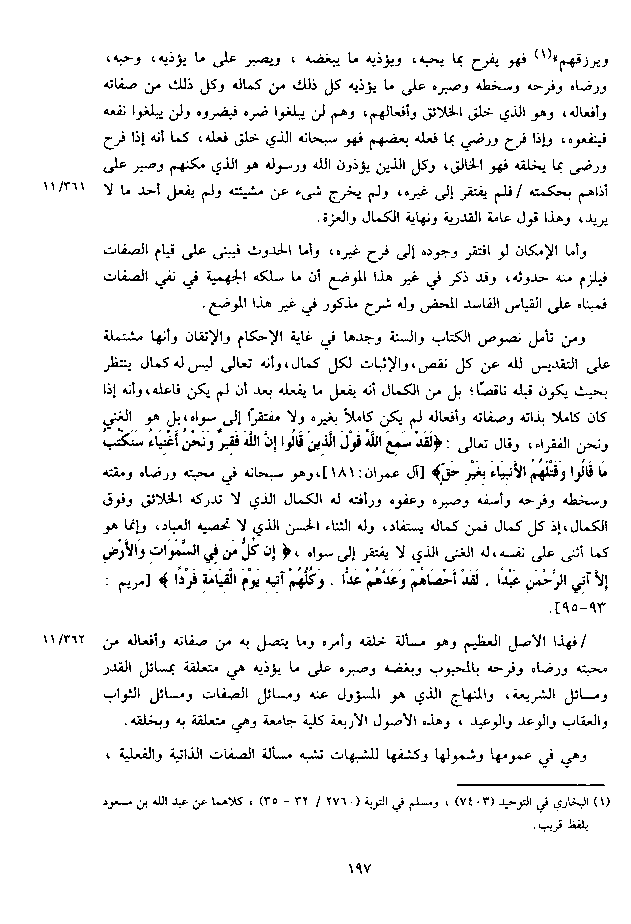 ويرزقهم»(١) فهو يفرح بما يحبه، ويؤذيه ما يبغضه ، ويصبر على ما يؤذيه، وحبه،
ورضاه وفرحه وسخطه وصبره على ما يؤذيه كل ذلك من كماله وكل ذلك من صفاته
وأفعاله، وهو الذي خلق الخلائق وأفعالهم، وهم لن يبلغوا ضره فيضروه ولن يبلغوا نفعه
فينفعوه، وإذا فرح ورضي بما فعله بعضهم فهو سبحانه الذي خلق فعله، كما أنه إذا فرح
ورضى بما يخلقه فهو الخالق، وكل الذين يؤذون الله ورسوله هو الذي مكنهم وصبر على
١١/٣٦١ أذاهم بحكمته /فلم يفتقر إلى غيره، ولم يخرج شىء عن مشيئته ولم يفعل أحد ما لا
يريد، وهذا قول عامة القدرية ونهاية الكمال والعزة.
وأما الإمكان لو افتقر وجوده إلى فرح غيره، وأما الحدوث فيبنى على قيام الصفات
فيلزم منه حدوثه، وقد ذكر في غير هذا الموضع أن ما سلكه الجهمية في نفي الصفات
فمبناه على القياس الفاسد المحض وله شرح مذكور في غير هذا الموضع.
ومن تأمل نصوص الكتاب والسنة وجدها في غاية الإحكام والإتقان وأنها مشتملة
على التقديس لله عن كل نقص،والإثبات لكل كمال،وأنه تعالى ليس له كمال ينتظر
بحيث يكون قبله ناقصًا؛ بل من الكمال أنه يفعل ما يفعله بعد أن لم يكن فاعله،وأنه إذا
كان كاملا بذاته وصفاته وأفعاله لم يكن كاملاً بغيره ولا مفتقرًا إلى سواه،بل هو الغني
ونحن الفقراء، وقال تعالى :﴿لَقَدْ سَمِعَ اللَّهُ قَوْلَ الَّذِينَ قَالُوا إِنَّ اللَّهَ فَقِيرٌ وَنَحْنُ أَغْنِيَاءُ سَنَكْتُبُ
مَا قَالُوا وَقَتْلَهُمُ الأَنبِيَاءَ بِغَيْرِ حَقٍّ﴾ [آل عمران:١٨١]،وهو سبحانه في محبته ورضاه ومقته
وسخطه وفرحه وأسفه وصبره وعفوه ورأفته له الكمال الذي لا تدركه الخلائق وفوق
الكمال،إذ كل كمال فمن كماله يستفاد، وله الثناء الحسن الذي لا تحصيه العباد، وإنما هو
كما أثنى على نفسه،له الغنى الذي لا يفتقر إلى سواه ،﴿ إِن كُلُّ مَن فِي السَّمَوَاتِ وَالأَرْضِ
إِلاَّ آتِي الرَّحْمَنِ عَبْدًا . لَقَدْ أَحْصَاهُمْ وَعَدَّهُمْ عَدًّا . وَكُلُّهُمْ آتِيهِ يَوْمَ الْقِيَامَةِ فَرْدًا ﴾ [مريم :
٩٣-٩٥].
١١/٣٦٢ /فهذا الأصل العظيم وهو مسألة خلقه وأمره وما يتصل به من صفاته وأفعاله من
محبته ورضاه وفرحه بالمحبوب وبغضه وصبره على ما يؤذيه هي متعلقة بمسائل القدر
ومسائل الشريعة، والمنهاج الذي هو المسؤول عنه ومسائل الصفات ومسائل الثواب
والعقاب والوعد والوعيد ، وهذه الأصول الأربعة كلية جامعة وهي متعلقة به وبخلقه.
وهي في عمومها وشمولها وكشفها للشبهات تشبه مسألة الصفات الذاتية والفعلية ،
(١) البخاري في التوحيد (٧٤٠٣) ، ومسلم في التوبة (٢٧٦٠ / ٣٢ - ٣٥) ، كلاهما عن عبد الله بن مسعود
بلفظ قريب.
١٩٧